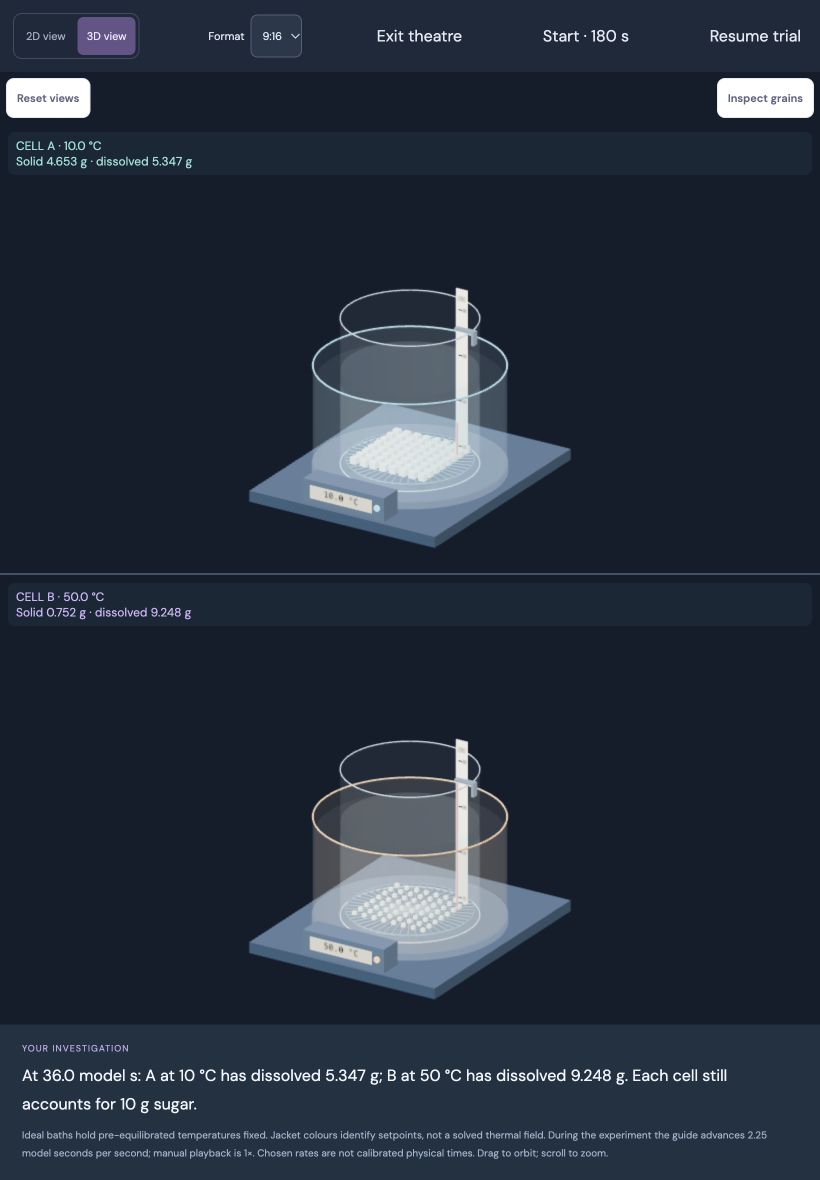 2D view
3D view
Format
9:16
Exit theatre
Start · 180 s
Resume trial
Reset views
Inspect grains
CELL A · 10.0 °C
Solid 4.653 g · dissolved 5.347 g
10.0 °C
CELL B · 50.0 °C
Solid 0.752 g · dissolved 9.248 g
50.0 °C
YOUR INVESTIGATION
At 36.0 model s: A at 10 °C has dissolved 5.347 g; B at 50 °C has dissolved 9.248 g. Each cell still
accounts for 10 g sugar.
Ideal baths hold pre-equilibrated temperatures fixed. Jacket colours identify setpoints, not a solved thermal field. During the experiment the guide advances 2.25
model seconds per second; manual playback is 1×. Chosen rates are not calibrated physical times. Drag to orbit; scroll to zoom.